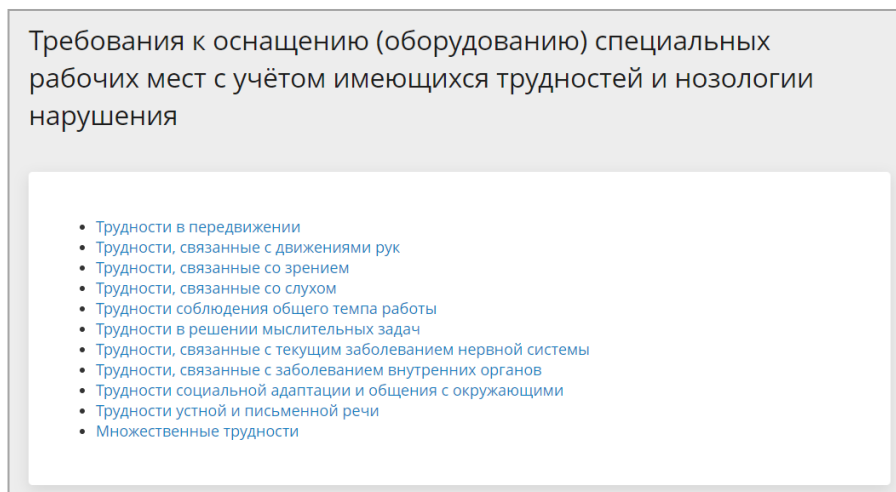 Требования к оснащению (оборудованию) специальных
рабочих мест с учётом имеющихся трудностей и нозологии
нарушения
Трудности в передвижении
Трудности, связанные с движениями рук
Трудности, связанные со зрением
Трудности, связанные со слухом
Трудности соблюдения общего темпа работы
Трудности в решении мыслительных задач
Трудности, связанные с текущим заболеванием нервной системы
Трудности, связанные с заболеванием внутренних органов
Трудности социальной адаптации и общения с окружающими
Трудности устной и письменной речи
Множественные трудности